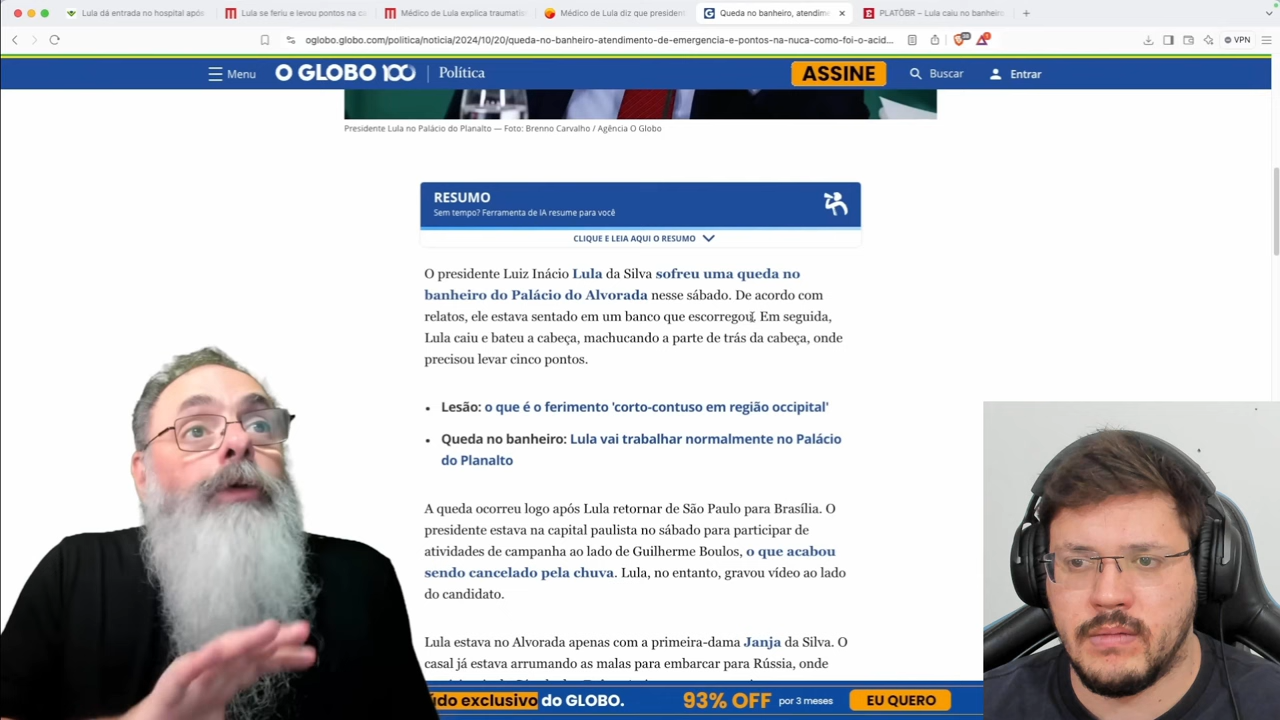 Lula dá entrada no hospital após
Lula se feriu e levou pontos na ca
Médico de Lula explica traumatis
Médico de Lula diz que president
Queda no banheiro, atendime
PLATÔBR – Lula caiu no banheiro
oglobo.globo.com/politica/noticia/2024/10/20/queda-no-banheiro-atendimento-de-emergencia-e-pontos-na-nuca-como-foi-o-acid...
VPN
Menu
O GLOBO 100
Política
ASSINE
Buscar
Entrar
Presidente Lula no Palácio do Planalto — Foto: Brenno Carvalho / Agência O Globo
RESUMO
Sem tempo? Ferramenta de IA resume para você
CLIQUE E LEIA AQUI O RESUMO
O presidente Luiz Inácio Lula da Silva sofreu uma queda no
banheiro do Palácio do Alvorada nesse sábado. De acordo com
relatos, ele estava sentado em um banco que escorregou. Em seguida,
Lula caiu e bateu a cabeça, machucando a parte de trás da cabeça, onde
precisou levar cinco pontos.
• Lesão: o que é o ferimento 'corto-contuso em região occipital'
• Queda no banheiro: Lula vai trabalhar normalmente no Palácio
do Planalto
A queda ocorreu logo após Lula retornar de São Paulo para Brasília. O
presidente estava na capital paulista no sábado para participar de
atividades de campanha ao lado de Guilherme Boulos, o que acabou
sendo cancelado pela chuva. Lula, no entanto, gravou vídeo ao lado
do candidato.
Lula estava no Alvorada apenas com a primeira-dama Janja da Silva. O
casal já estava arrumando as malas para embarcar para Rússia, onde
exclusivo do GLOBO.
93% OFF
por 3 meses
EU QUERO